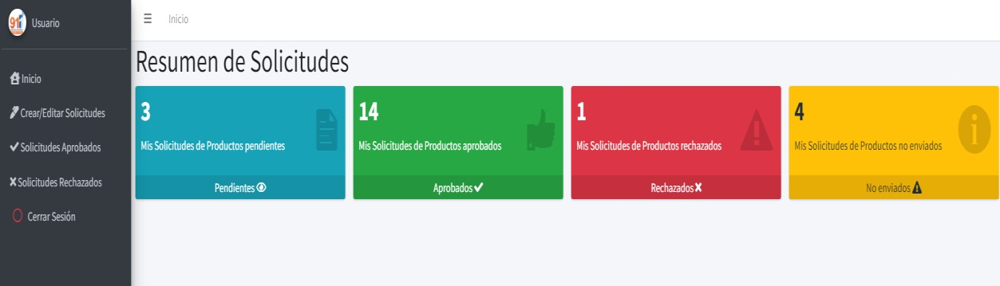 911
Usuario
Inicio
Inicio
Crear/Editar Solicitudes
Solicitudes Aprobados
Solicitudes Rechazados
Cerrar Sesión
Resumen de Solicitudes
3
Mis Solicitudes de Productos pendientes
Pendientes
14
Mis Solicitudes de Productos aprobados
Aprobados
1
Mis Solicitudes de Productos rechazados
Rechazados
4
Mis Solicitudes de Productos no enviados
No enviados